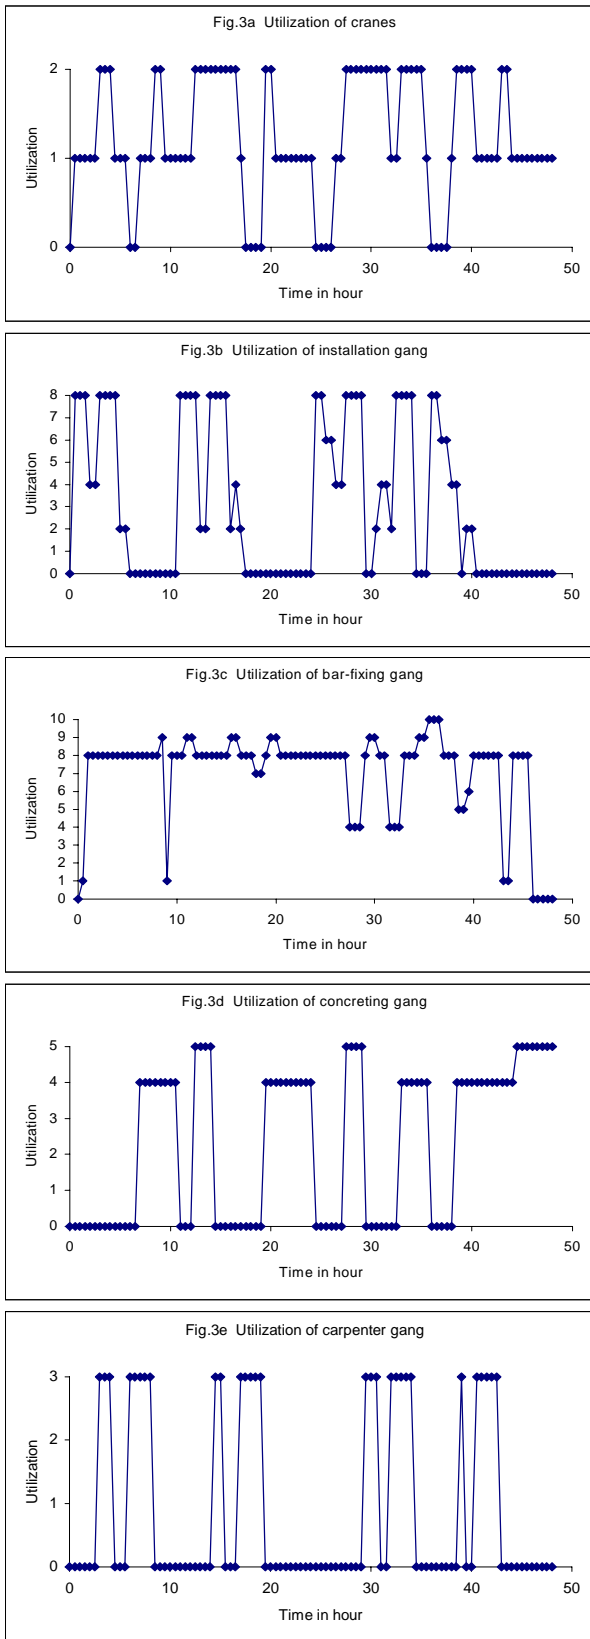 Fig.3a Utilization of cranes
2
1
0
Utilization
0 10 20 30 40 50
Time in hour
Fig.3b Utilization of installation gang
8
7
6
5
4
3
2
1
0
Utilization
0 10 20 30 40 50
Time in hour
Fig.3c Utilization of bar-fixing gang
10
9
8
7
6
5
4
3
2
1
0
Utilization
0 10 20 30 40 50
Time in hour
Fig.3d Utilization of concreting gang
5
4
3
2
1
0
Utilization
0 10 20 30 40 50
Time in hour
Fig.3e Utilization of carpenter gang
3
2
1
0
Utilization
0 10 20 30 40 50
Time in hour